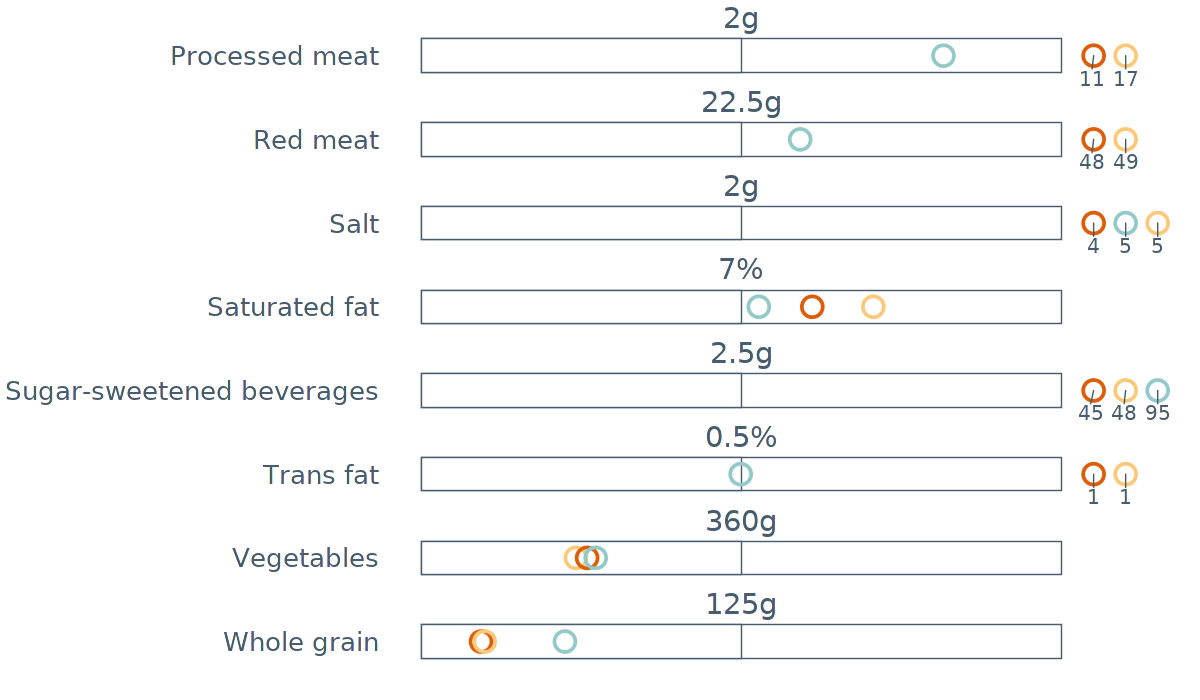 2g
Processed meat
11 17
22.5g
Red meat
48 49
2g
Salt
4 5 5
7%
Saturated fat
2.5g
Sugar-sweetened beverages
45 48 95
0.5%
Trans fat
1 1
360g
Vegetables
125g
Whole grain